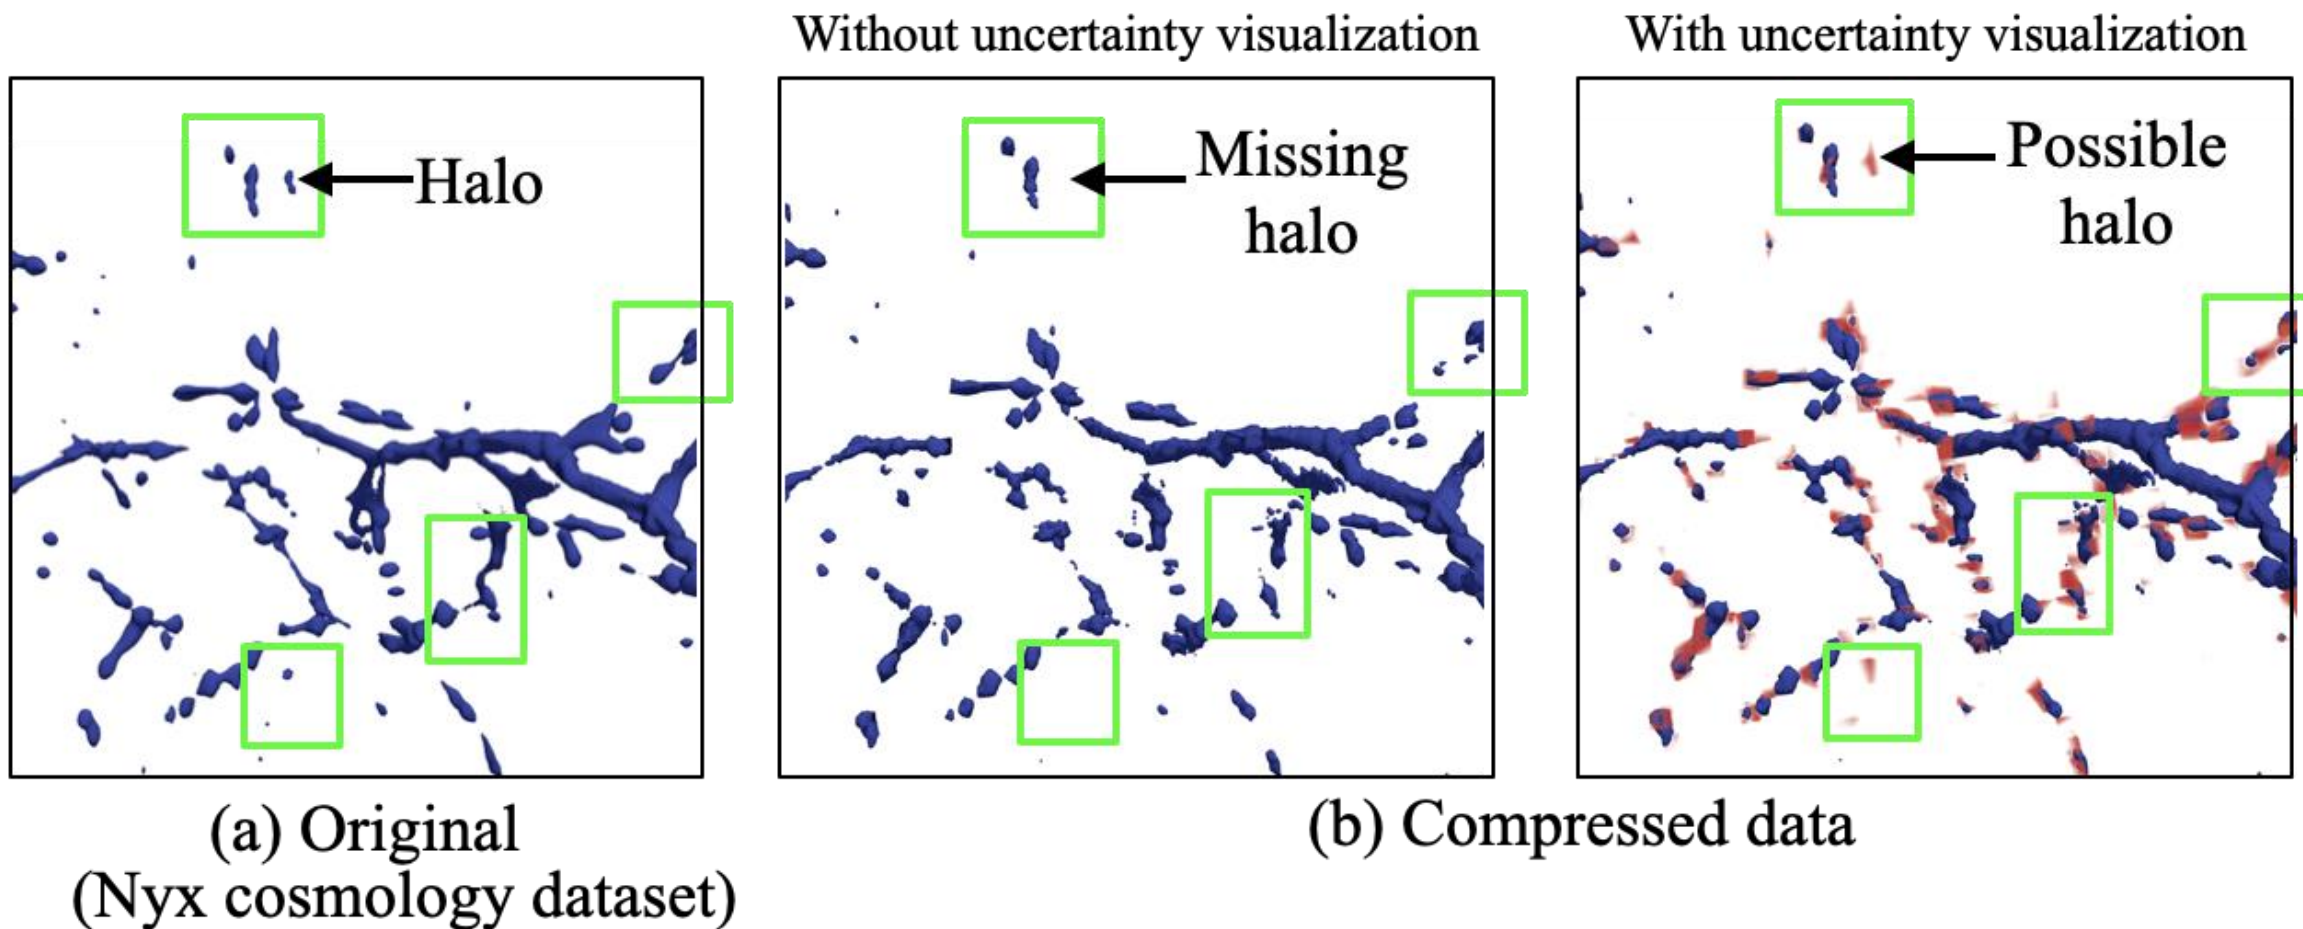 Without uncertainty visualization
With uncertainty visualization
Halo
Missing
halo
Possible
halo
(a) Original
(Nyx cosmology dataset)
(b) Compressed data